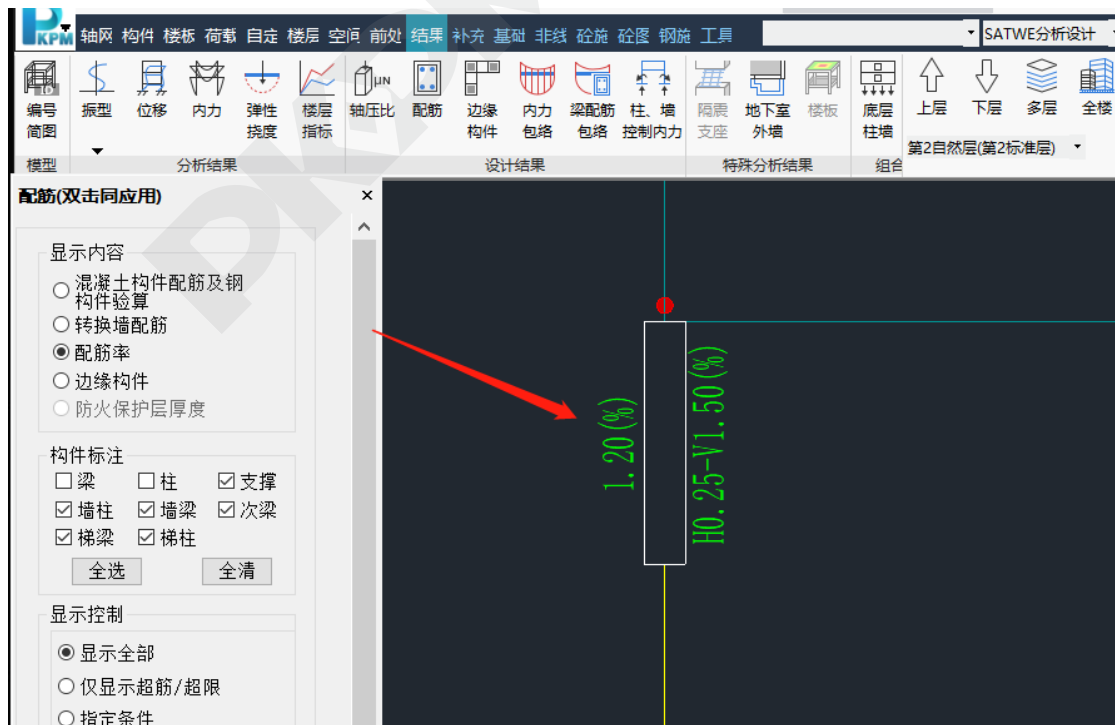 PKPM 轴网 构件 楼板 荷载 自定 楼层 空间 前处 结果 补充 基础 非线 砼施 砼图 钢施 工具
SATWE分析设计
编号简图 振型 位移 内力 弹性挠度 楼层指标 轴压比 μN 配筋 边缘构件 内力包络 梁配筋包络 柱、墙控制内力 隔震支座 地下室外墙 楼板 底层柱墙 上层 下层 多层 全楼
第2自然层(第2标准层)
模型 分析结果 设计结果 特殊分析结果 组合
配筋(双击同应用) ×
显示内容
混凝土构件配筋及钢
构件验算
转换墙配筋
配筋率
边缘构件
防火保护层厚度
构件标注
梁 柱 支撑
墙柱 墙梁 次梁
梯梁 梯柱
全选 全清
显示控制
显示全部
仅显示超筋/超限
指定条件
1.20(%)
H0.25-V1.50(%)